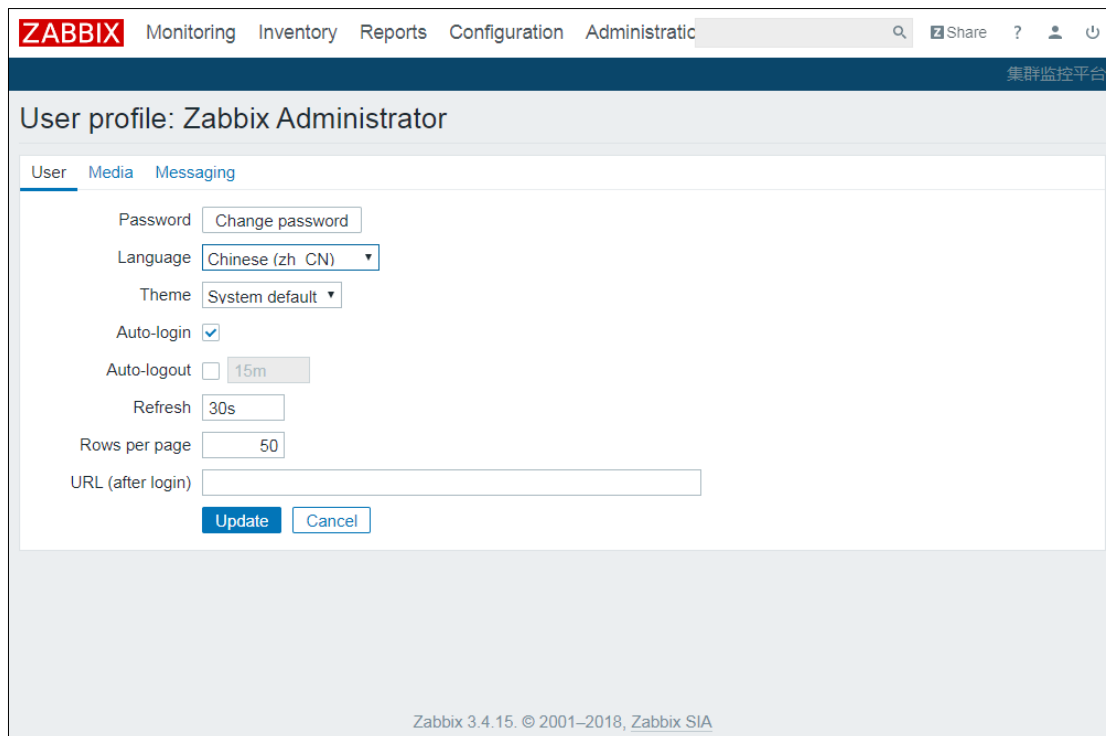 ZABBIX Monitoring Inventory Reports Configuration Administratio Z Share ?
集群监控平台
User profile: Zabbix Administrator
User Media Messaging
Password Change password
Language Chinese (zh_CN)
Theme System default
Auto-login
Auto-logout 15m
Refresh 30s
Rows per page 50
URL (after login)
Update Cancel
Zabbix 3.4.15. © 2001–2018, Zabbix SIA